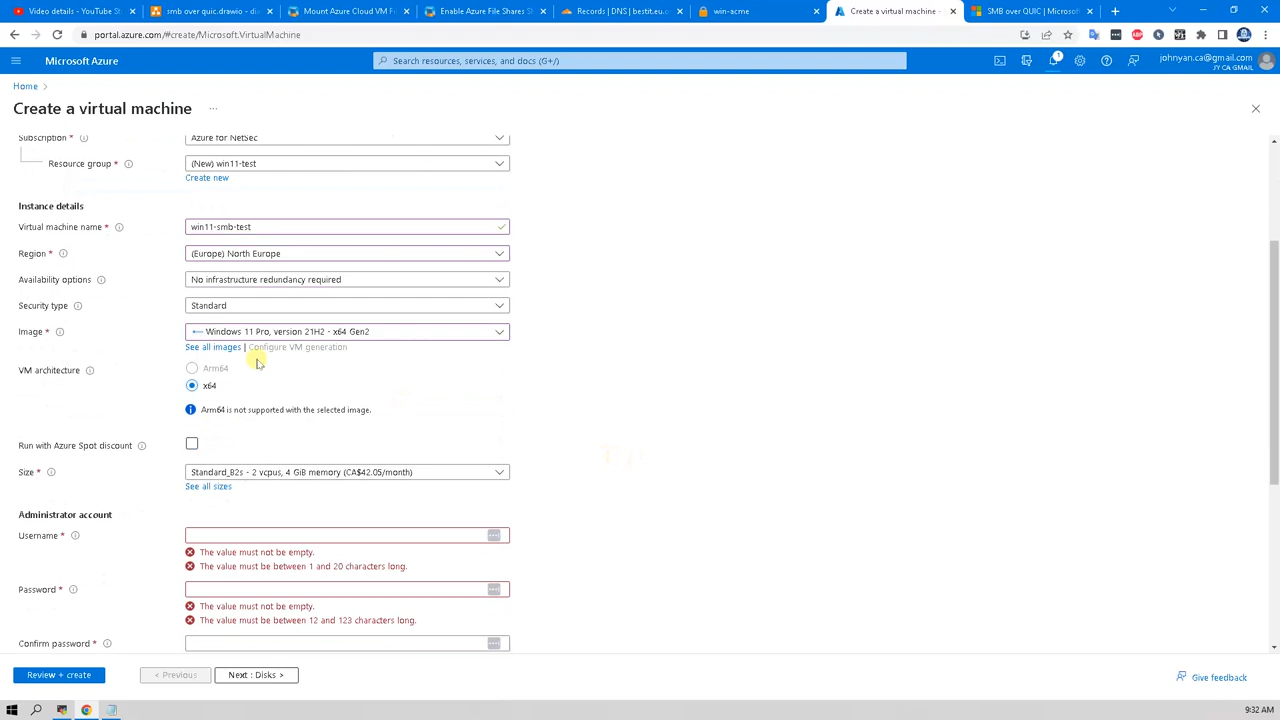 Video details - YouTube St
smb over quic.drawio - dia
Mount Azure Cloud VM F
Enable Azure File Shares S
Records | DNS | bestit.eu.o
win-acme
Create a virtual machine -
SMB over QUIC | Microsof
portal.azure.com/#create/Microsoft.VirtualMachine
Microsoft Azure
Search resources, services, and docs (G+/)
1
johnyan.ca@gmail.com
JY CA GMAIL
Home >
Create a virtual machine ...
Subscription *
Azure for NetSec
Resource group *
(New) win11-test
Create new
Instance details
Virtual machine name *
win11-smb-test
Region *
(Europe) North Europe
Availability options
No infrastructure redundancy required
Security type
Standard
Image *
Windows 11 Pro, version 21H2 - x64 Gen2
See all images | Configure VM generation
VM architecture
Arm64
x64
Arm64 is not supported with the selected image.
Run with Azure Spot discount
Size *
Standard_B2s - 2 vcpus, 4 GiB memory (CA$42.05/month)
See all sizes
Administrator account
Username *
The value must not be empty.
The value must be between 1 and 20 characters long.
Password *
The value must not be empty.
The value must be between 12 and 123 characters long.
Confirm password *
Review + create
< Previous
Next : Disks >
Give feedback
9:32 AM